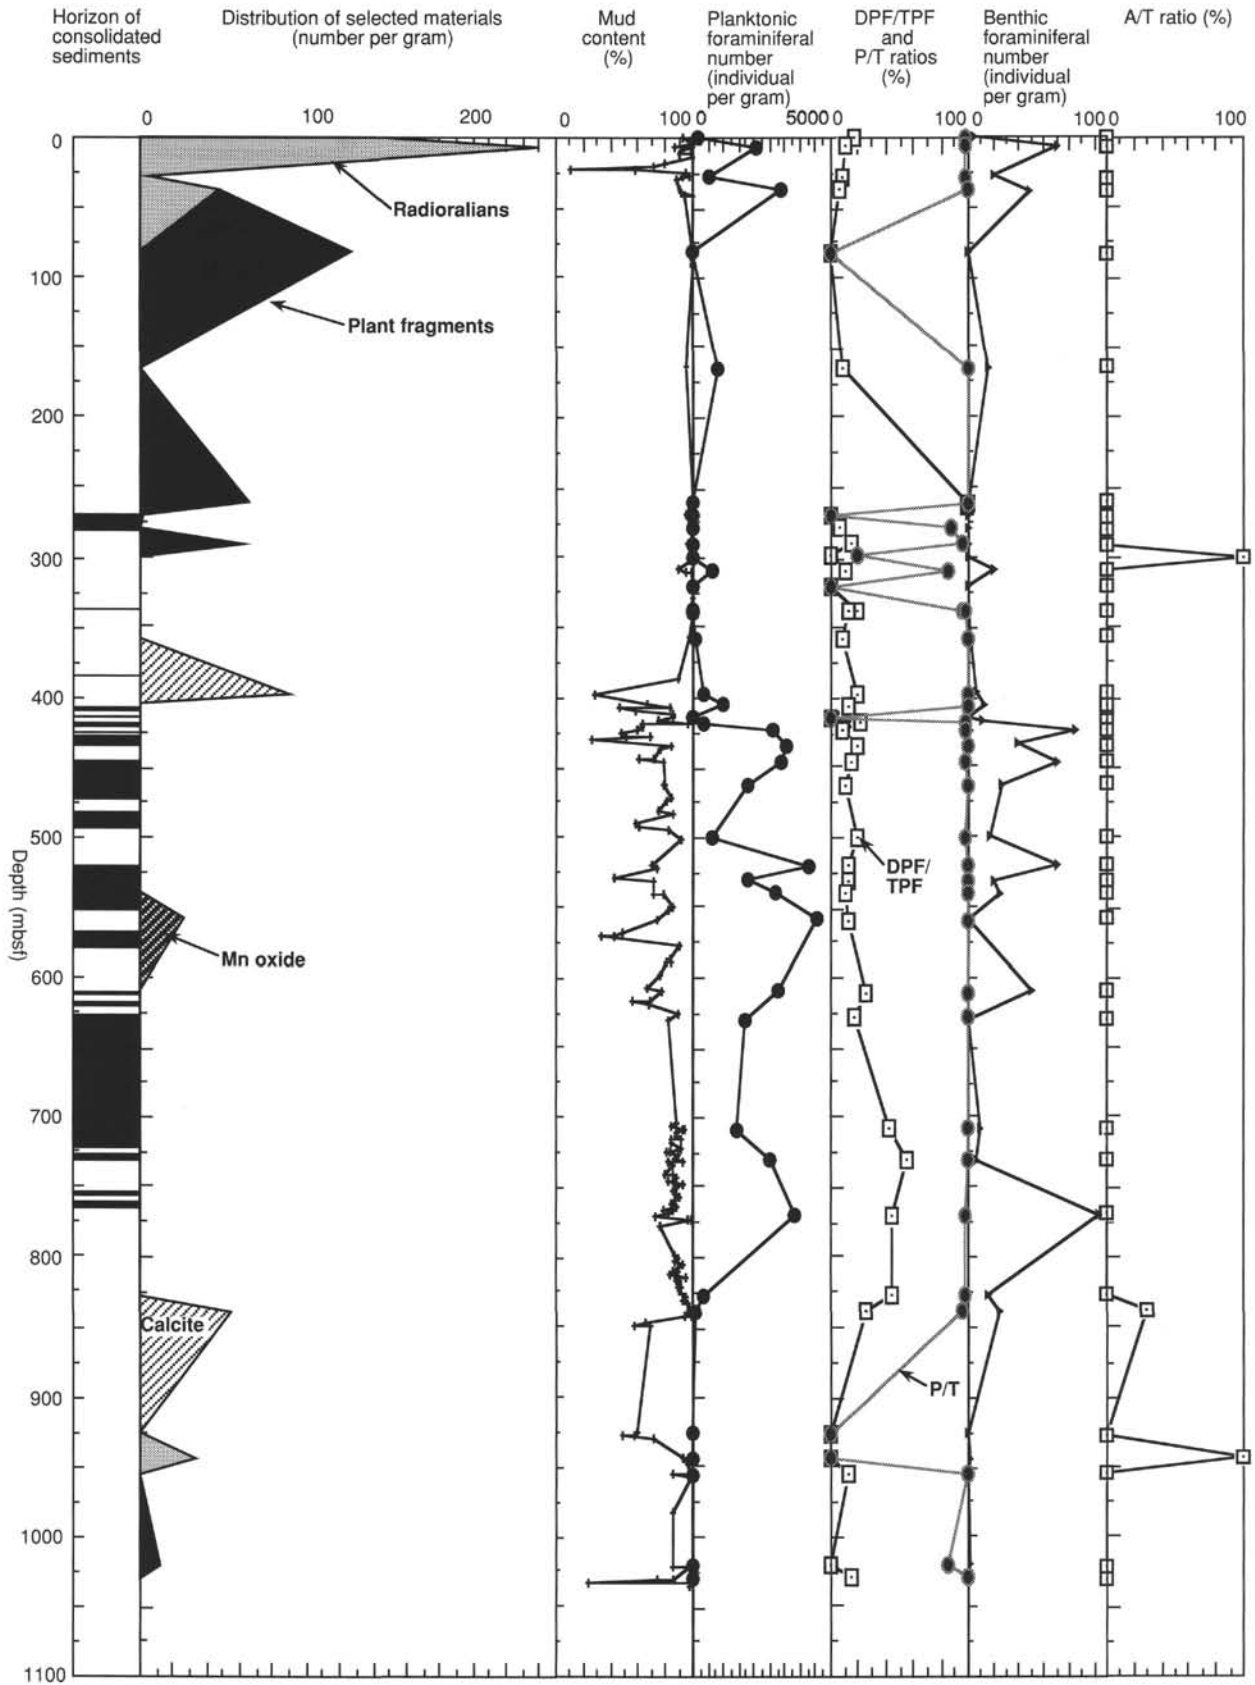 Horizon of
consolidated
sediments
Distribution of selected materials
(number per gram)
Mud
content
(%)
Planktonic
foraminiferal
number
(individual
per gram)
DPF/TPF
and
P/T ratios
(%)
Benthic
foraminiferal
number
(individual
per gram)
A/T ratio (%)
0 100 200
0 100
0 5000
0 100
0 100
0 100
0
Radioralians
100
Plant fragments
200
300
400
500
DPF/
TPF
Depth (mbsf)
Mn oxide
600
700
800
Calcite
P/T
900
1000
1100